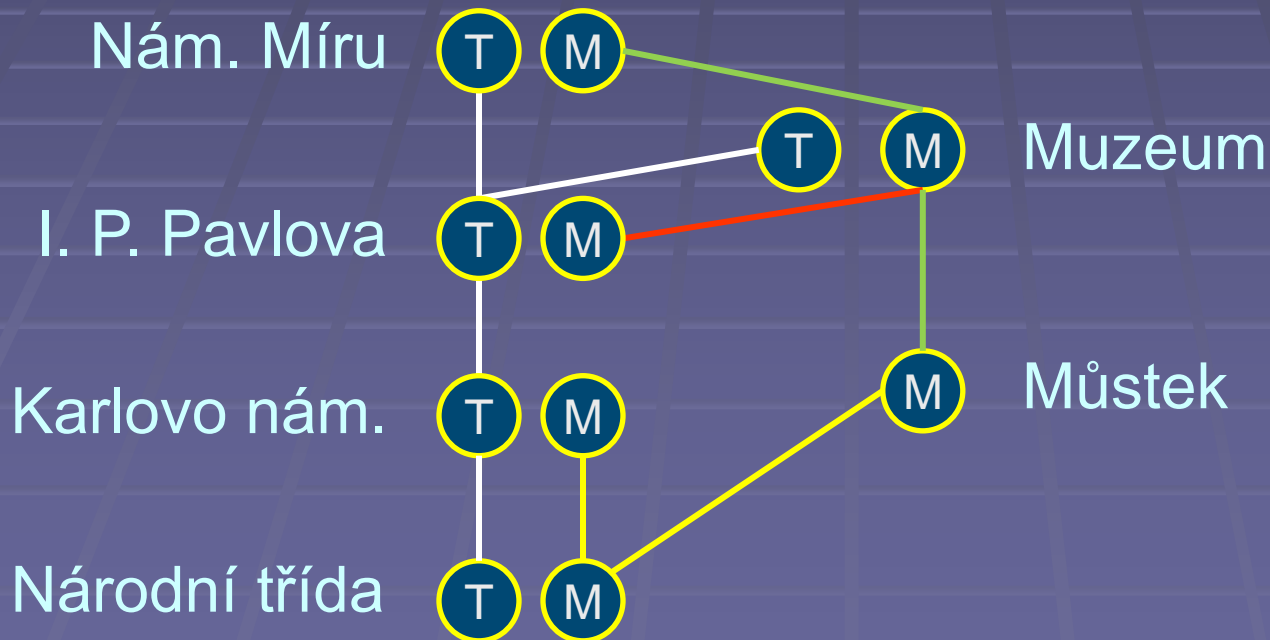 Nám. Míru T M
T M Muzeum
I. P. Pavlova T M
M Můstek
Karlovo nám. T M
Národní třída T M